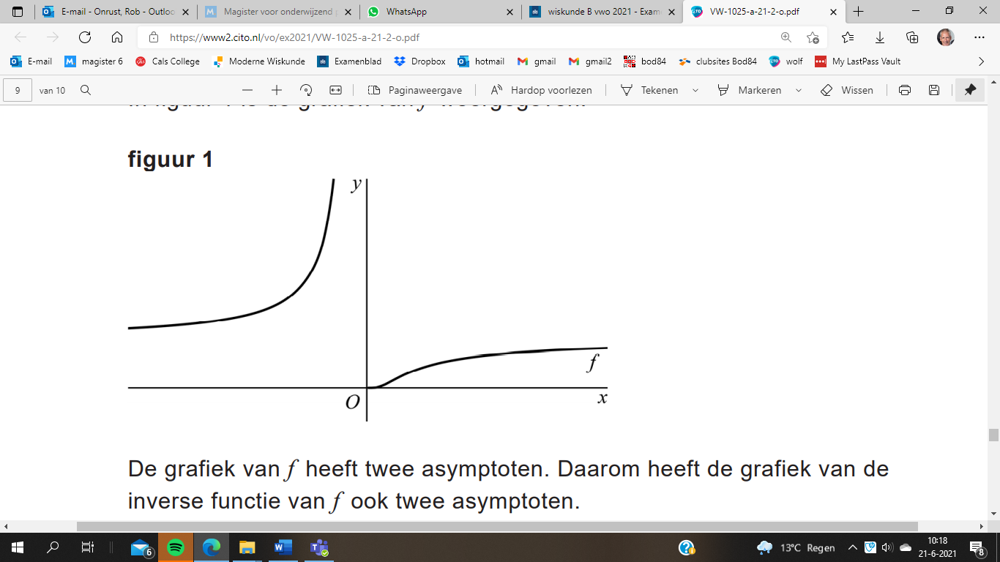 E-mail - Onrust, Rob - Outloo
Magister voor onderwijzend p
WhatsApp
wiskunde B vwo 2021 - Exam
VW-1025-a-21-2-o.pdf
https://www2.cito.nl/vo/ex2021/VW-1025-a-21-2-o.pdf
E-mail
magister 6
Cals College
Moderne Wiskunde
Examenblad
Dropbox
hotmail
gmail
gmail2
bod84
clubsites Bod84
wolf
My LastPass Vault
9 van 10
Paginaweergave
Hardop voorlezen
Tekenen
Markeren
Wissen
figuur 1
y
f
O
x
De grafiek van f heeft twee asymptoten. Daarom heeft de grafiek van de
inverse functie van f ook twee asymptoten.
6
13°C Regen
10:18
21-6-2021
8